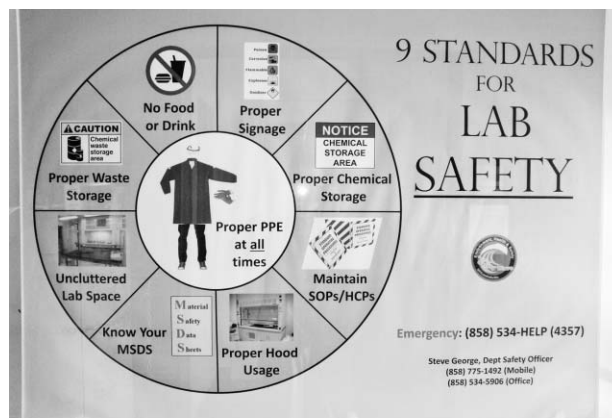 9 STANDARDS
FOR
LAB
SAFETY
No Food
or Drink
Proper
Signage
NOTICE
CHEMICAL
STORAGE
AREA
Proper Chemical
Storage
Maintain
SOPs/HCPs
Proper Hood
Usage
Material
Safety
Data
Sheets
Know Your
MSDS
Uncluttered
Lab Space
CAUTION
Chemical
waste
storage
area
Proper Waste
Storage
Proper PPE
at all
times
Emergency: (858) 534-HELP (4357)
Steve George, Dept Safety Officer
(858) 775-1492 (Mobile)
(858) 534-5906 (Office)